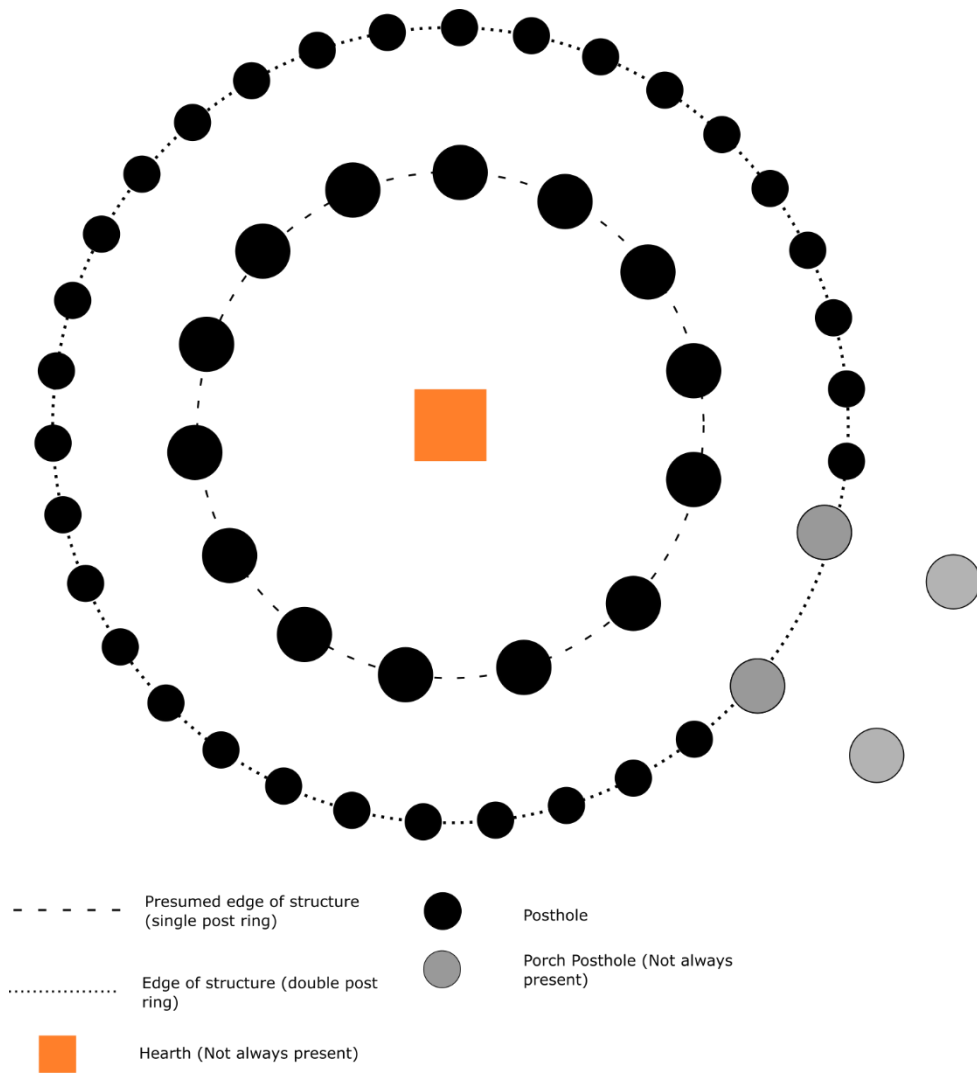 Presumed edge of structure
(single post ring)
Posthole
Porch Posthole (Not always
present)
Edge of structure (double post
ring)
Hearth (Not always present)